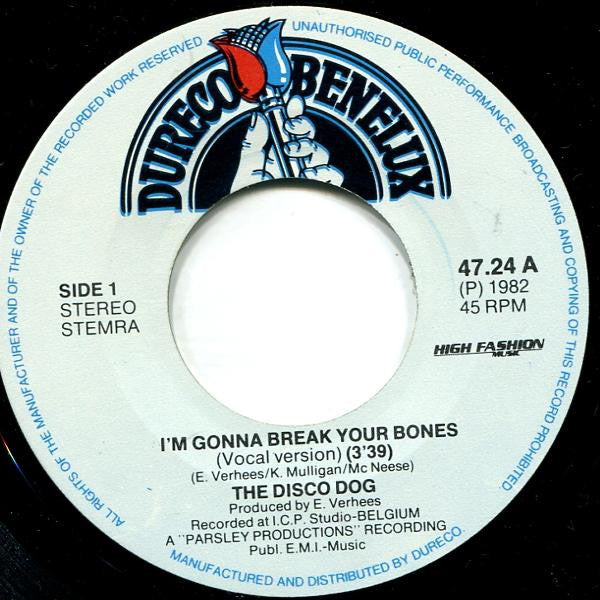 ALL RIGHTS OF THE MANUFACTURER AND OF THE OWNER OF THE RECORDED WORK RESERVED
UNAUTHORISED PUBLIC PERFORMANCE BROADCASTING AND COPYING OF THIS RECORD PROHIBITED
DURECO BENELUX
SIDE 1
STEREO
STEMRA
47.24 A
(P) 1982
45 RPM
HIGH FASHION
MUSIC
I'M GONNA BREAK YOUR BONES
(Vocal version) (3'39)
(E. Verhees/K. Mulligan/Mc Neese)
THE DISCO DOG
Produced by E. Verhees
Recorded at I.C.P. Studio-BELGIUM
A "PARSLEY PRODUCTIONS" RECORDING
Publ. E.M.I.-Music
MANUFACTURED AND DISTRIBUTED BY DURECO.